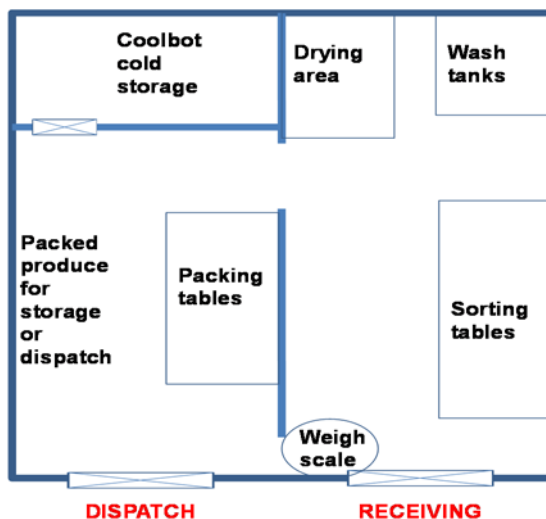 Coolbot
cold
storage
Drying
area
Wash
tanks
Packed
produce
for
storage
or
dispatch
Packing
tables
Sorting
tables
Weigh
scale
DISPATCH
RECEIVING